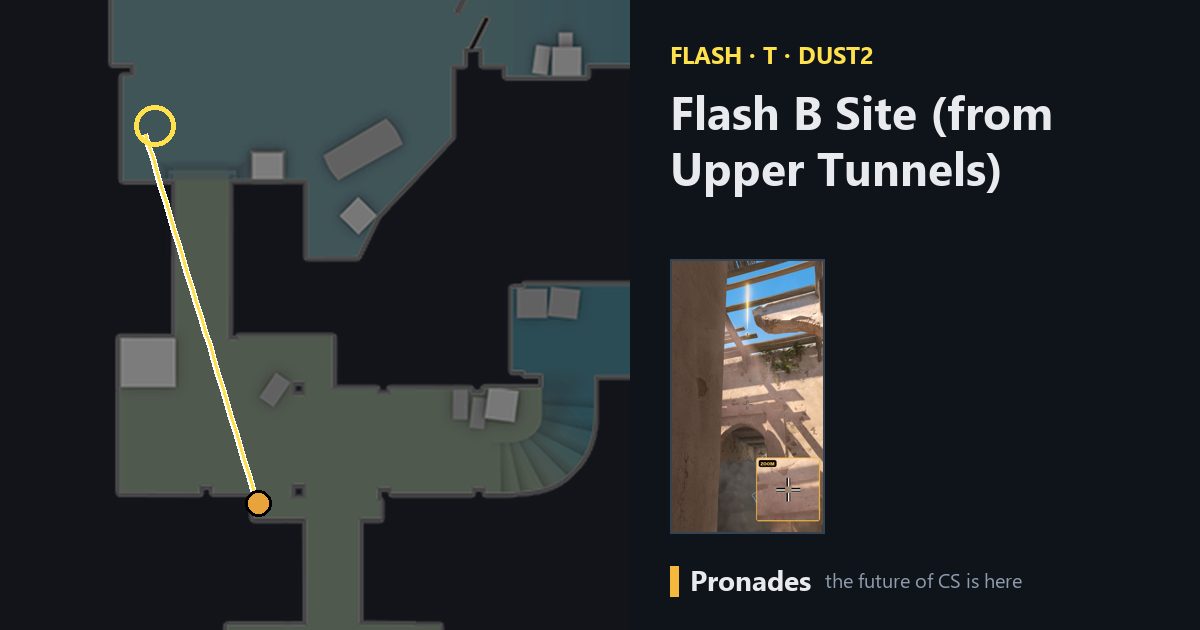 FLASH · T · DUST2
Flash B Site (from
Upper Tunnels)
ZOOM
Pronades the future of CS is here